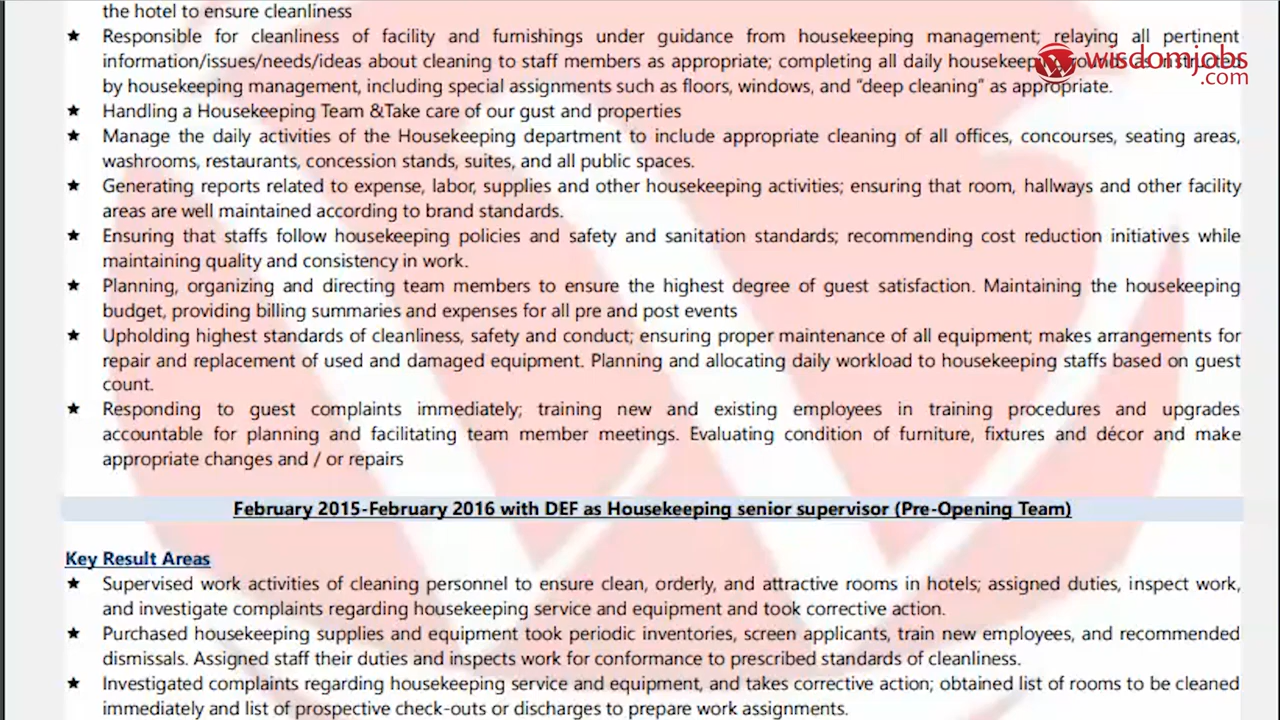 the hotel to ensure cleanliness
★ Responsible for cleanliness of facility and furnishings under guidance from housekeeping management; relaying all pertinent
information/issues/needs/ideas about cleaning to staff members as appropriate; completing all daily
by housekeeping management, including special assignments such as floors, windows, and “deep cleaning” as appropriate.
wisdomjobs
.com
★ Handling a Housekeeping Team &Take care of our gust and properties
★ Manage the daily activities of the Housekeeping department to include appropriate cleaning of all offices, concourses, seating areas,
washrooms, restaurants, concession stands, suites, and all public spaces.
★ Generating reports related to expense, labor, supplies and other housekeeping activities; ensuring that room, hallways and other facility
areas are well maintained according to brand standards.
★ Ensuring that staffs follow housekeeping policies and safety and sanitation standards; recommending cost reduction initiatives while
maintaining quality and consistency in work.
★ Planning, organizing and directing team members to ensure the highest degree of guest satisfaction. Maintaining the housekeeping
budget, providing billing summaries and expenses for all pre and post events
★ Upholding highest standards of cleanliness, safety and conduct; ensuring proper maintenance of all equipment; makes arrangements for
repair and replacement of used and damaged equipment. Planning and allocating daily workload to housekeeping staffs based on guest
count.
★ Responding to guest complaints immediately; training new and existing employees in training procedures and upgrades
accountable for planning and facilitating team member meetings. Evaluating condition of furniture, fixtures and décor and make
appropriate changes and / or repairs
February 2015-February 2016 with DEF as Housekeeping senior supervisor (Pre-Opening Team)
Key Result Areas
★ Supervised work activities of cleaning personnel to ensure clean, orderly, and attractive rooms in hotels; assigned duties, inspect work,
and investigate complaints regarding housekeeping service and equipment and took corrective action.
★ Purchased housekeeping supplies and equipment took periodic inventories, screen applicants, train new employees, and recommended
dismissals. Assigned staff their duties and inspects work for conformance to prescribed standards of cleanliness.
★ Investigated complaints regarding housekeeping service and equipment, and takes corrective action; obtained list of rooms to be cleaned
immediately and list of prospective check-outs or discharges to prepare work assignments.